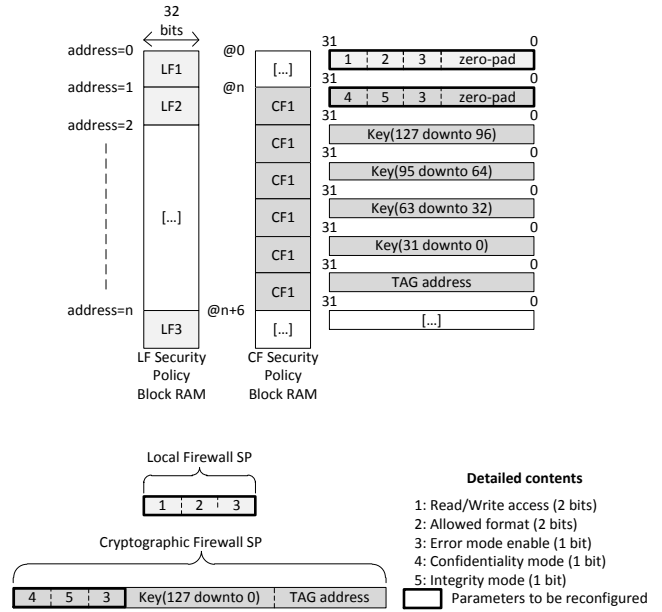 32
bits
31 0
address=0 @0 1 2 3 zero-pad
LF1 […]
31 0
address=1 @n 4 5 3 zero-pad
LF2 CF1
31 0
address=2 Key(127 downto 96)
CF1
31 0
Key(95 downto 64)
CF1
31 0
Key(63 downto 32)
[…] CF1
31 0
Key(31 downto 0)
CF1
31 0
TAG address
CF1
31 0
address=n @n+6 […]
LF3 […]
LF Security CF Security
Policy Policy
Block RAM Block RAM
Local Firewall SP
1 2 3
Cryptographic Firewall SP
4 5 3 Key(127 downto 0) TAG address
Detailed contents
1: Read/Write access (2 bits)
2: Allowed format (2 bits)
3: Error mode enable (1 bit)
4: Confidentiality mode (1 bit)
5: Integrity mode (1 bit)
Parameters to be reconfigured